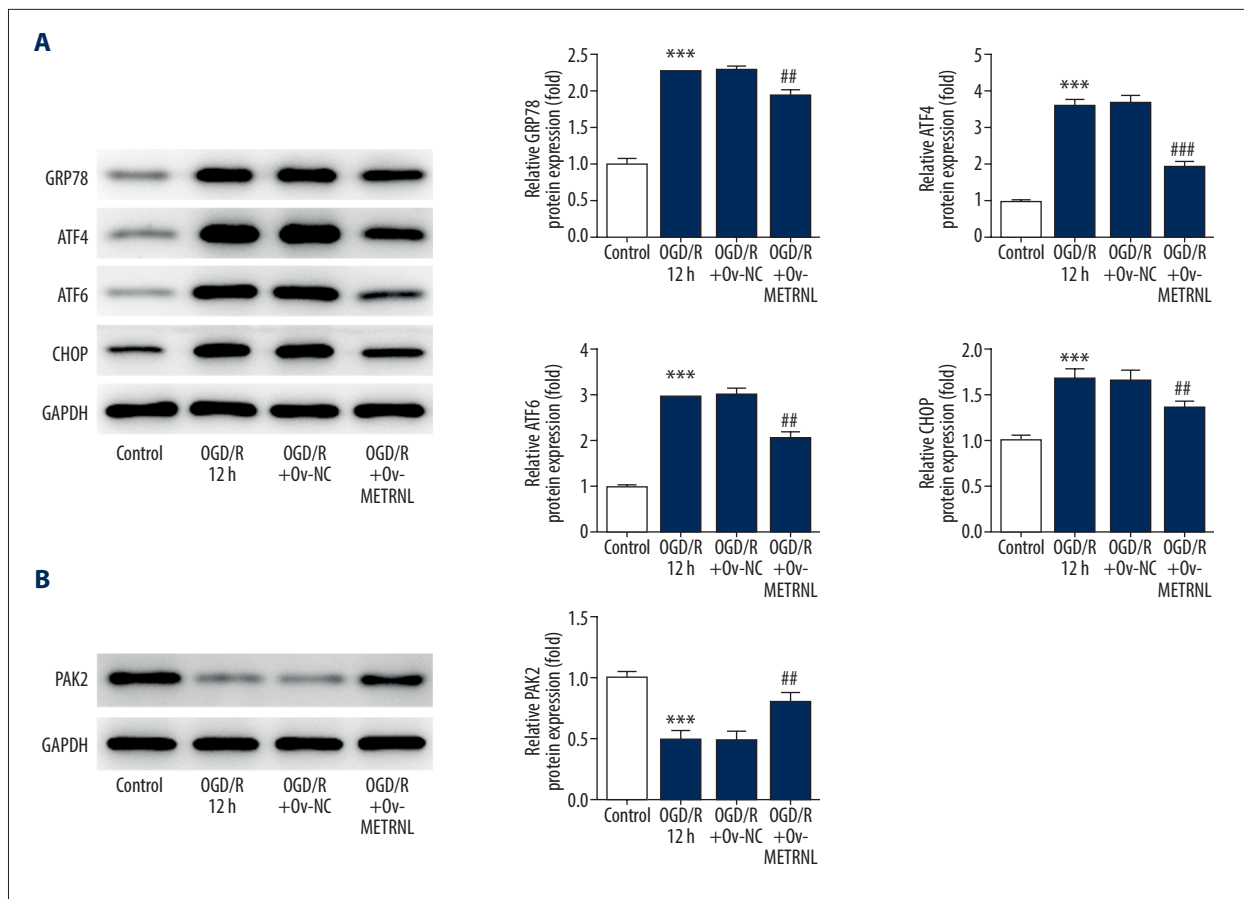 A
GRP78
ATF4
ATF6
CHOP
GAPDH
Control
OGD/R
12 h
OGD/R
+Ov-NC
OGD/R
+Ov-
METRNL
Relative GRP78
protein expression (fold)
2.5
2.0
1.5
1.0
0.5
0.0
***
##
Control
OGD/R
12 h
OGD/R
+Ov-NC
OGD/R
+Ov-
METRNL
Relative ATF4
protein expression (fold)
5
4
2
1
0
***
###
Control
OGD/R
12 h
OGD/R
+Ov-NC
OGD/R
+Ov-
METRNL
Relative ATF6
protein expression (fold)
4
3
2
1
0
***
##
Control
OGD/R
12 h
OGD/R
+Ov-NC
OGD/R
+Ov-
METRNL
Relative CHOP
protein expression (fold)
2.0
1.5
1.0
0.5
0.0
***
##
Control
OGD/R
12 h
OGD/R
+Ov-NC
OGD/R
+Ov-
METRNL
B
PAK2
GAPDH
Control
OGD/R
12 h
OGD/R
+Ov-NC
OGD/R
+Ov-
METRNL
Relative PAK2
protein expression (fold)
1.5
1.0
0.5
0.0
***
##
Control
OGD/R
12 h
OGD/R
+Ov-NC
OGD/R
+Ov-
METRNL